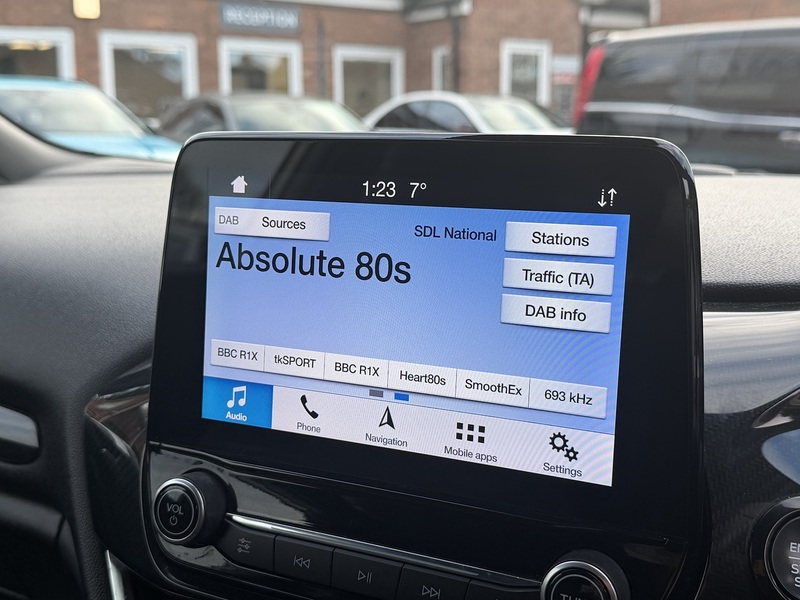 RECEPTION
1:23 7°
DAB Sources
SDL National
Stations
Absolute 80s
Traffic (TA)
DAB info
BBC R1X
tkSPORT
BBC R1X
Heart80s
SmoothEx
693 kHz
Audio
Phone
Navigation
Mobile apps
Settings
VOL